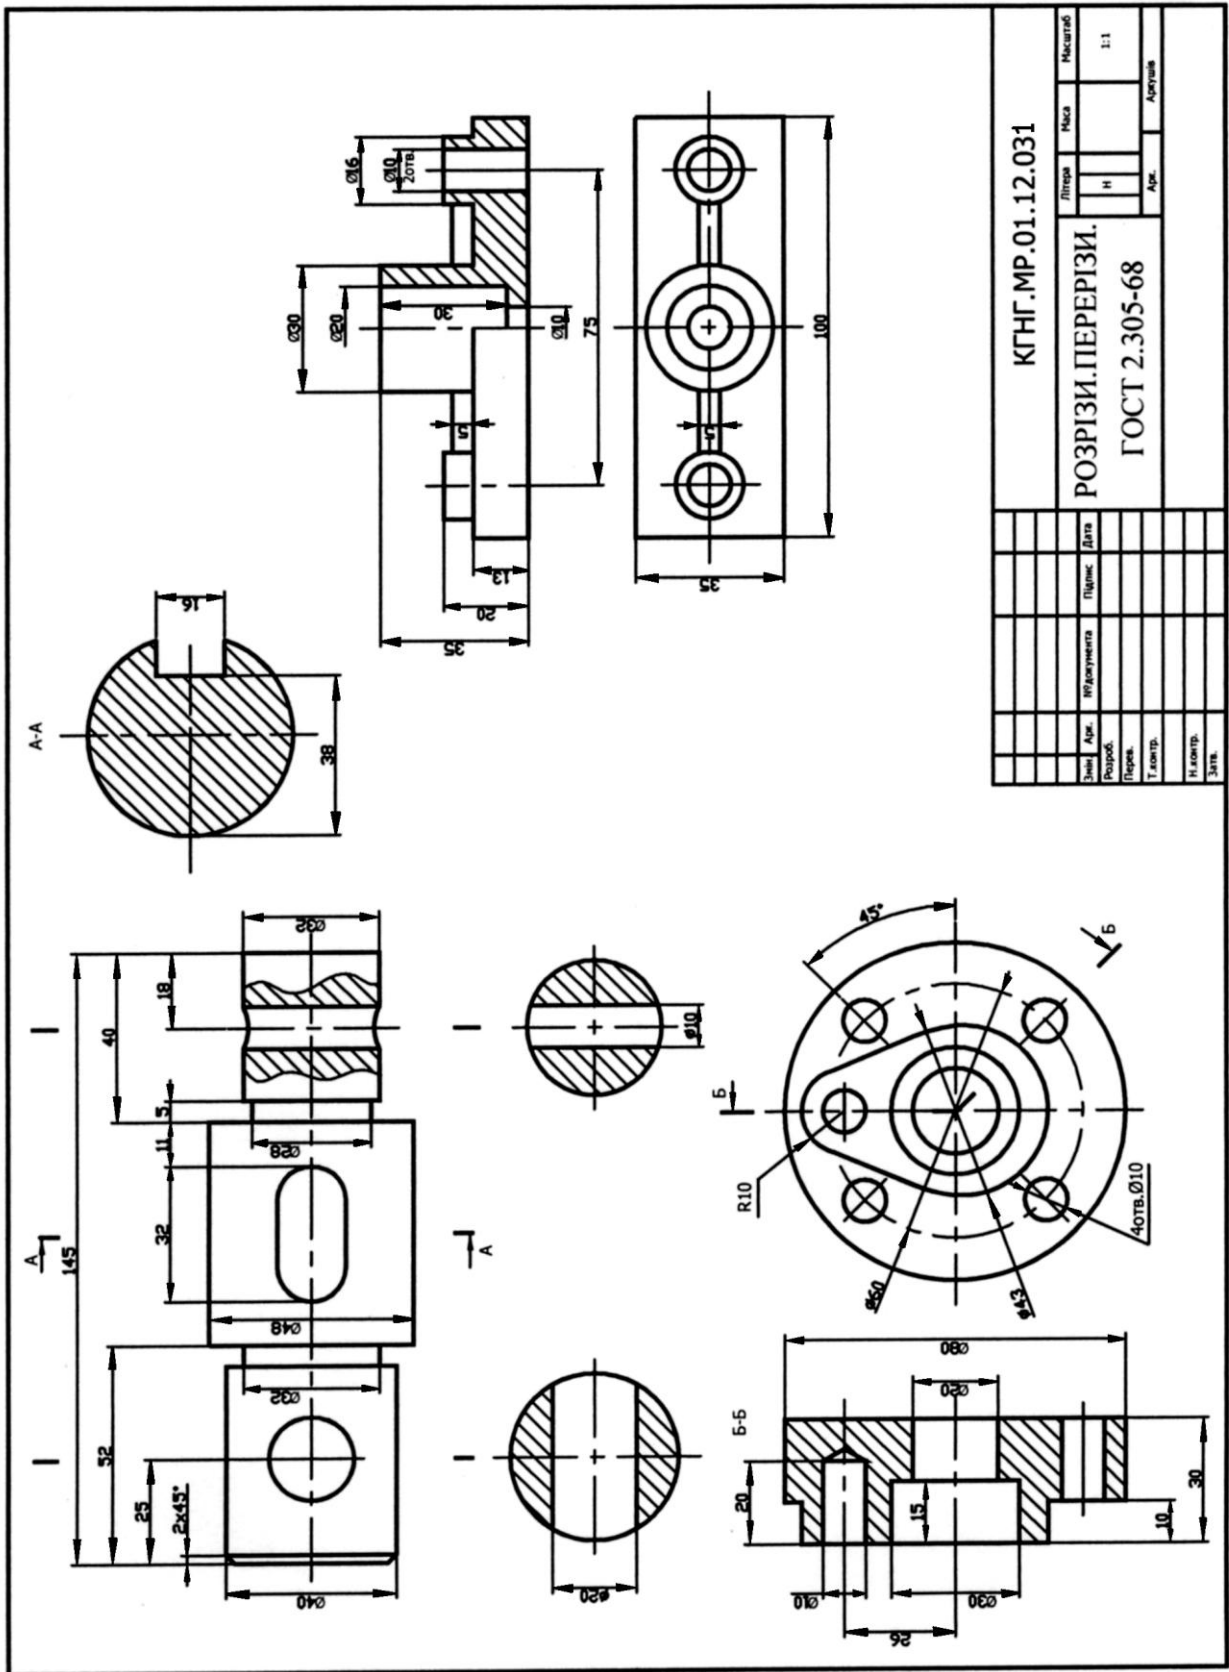 145
52
25
2x45°
40
18
5
11
32
Ø40
Ø32
Ø48
Ø28
Ø32
А
А
А-А
38
16
Ø20
Ø10
Ø30
Ø20
Ø16
Ø10
2отв.
30
Ø10
75
5
13
20
35
5
100
35
Б-Б
20
15
10
30
Ø80
Ø20
Ø10
Ø30
26
Б
Б
45°
R10
Ø60
Ø43
4отв.Ø10
КГНГ.МР.01.12.031
РОЗРІЗИ.ПЕРЕРІЗИ.
ГОСТ 2.305-68
Літера Маса Масштаб
Н 1:1
Арк. Аркушів
Змін. Арк. №документа Підпис Дата
Розроб.
Перев.
Т.контр.
Н.контр.
Затв.